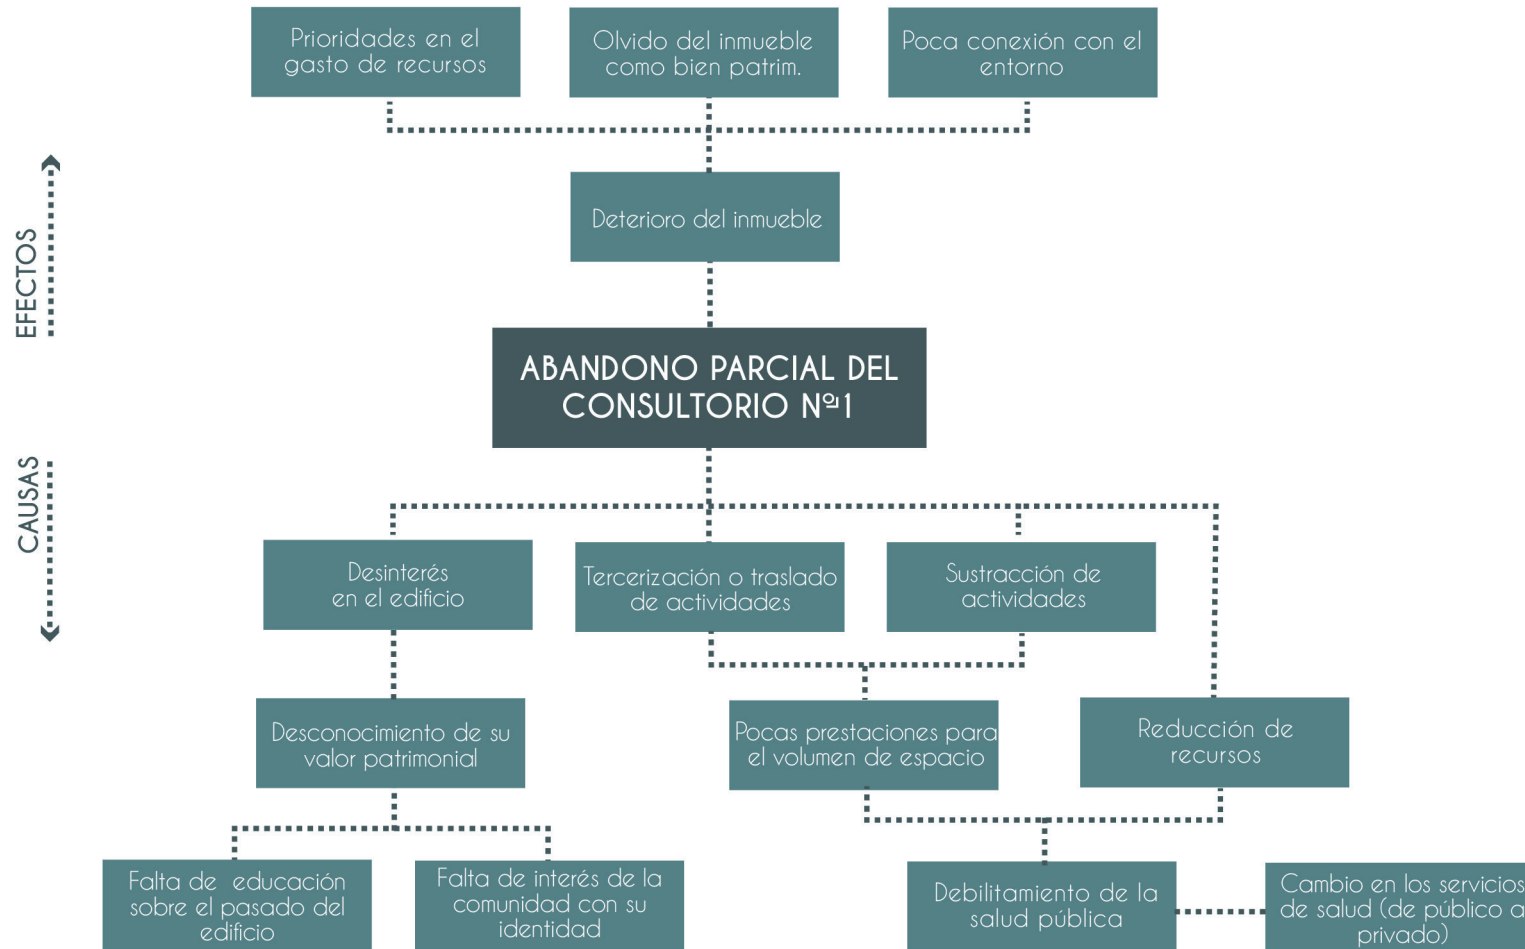 Prioridades en el
gasto de recursos
Olvido del inmueble
como bien patrim.
Poca conexión con el
entorno
EFECTOS
Deterioro del inmueble
ABANDONO PARCIAL DEL
CONSULTORIO Nº1
CAUSAS
Desinterés
en el edificio
Tercerización o traslado
de actividades
Sustracción de
actividades
Desconocimiento de su
valor patrimonial
Pocas prestaciones para
el volumen de espacio
Reducción de
recursos
Falta de educación
sobre el pasado del
edificio
Falta de interés de la
comunidad con su
identidad
Debilitamiento de la
salud pública
Cambio en los servicios
de salud (de público a
privado)